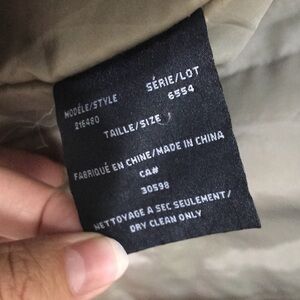 MODÈLE/STYLE SÉRIE/LOT
216480 6554
TAILLE/SIZE
FABRIQUÉ EN CHINE/MADE IN CHINA
CA#
30598
NETTOYAGE A SEC SEULEMENT/
DRY CLEAN ONLY